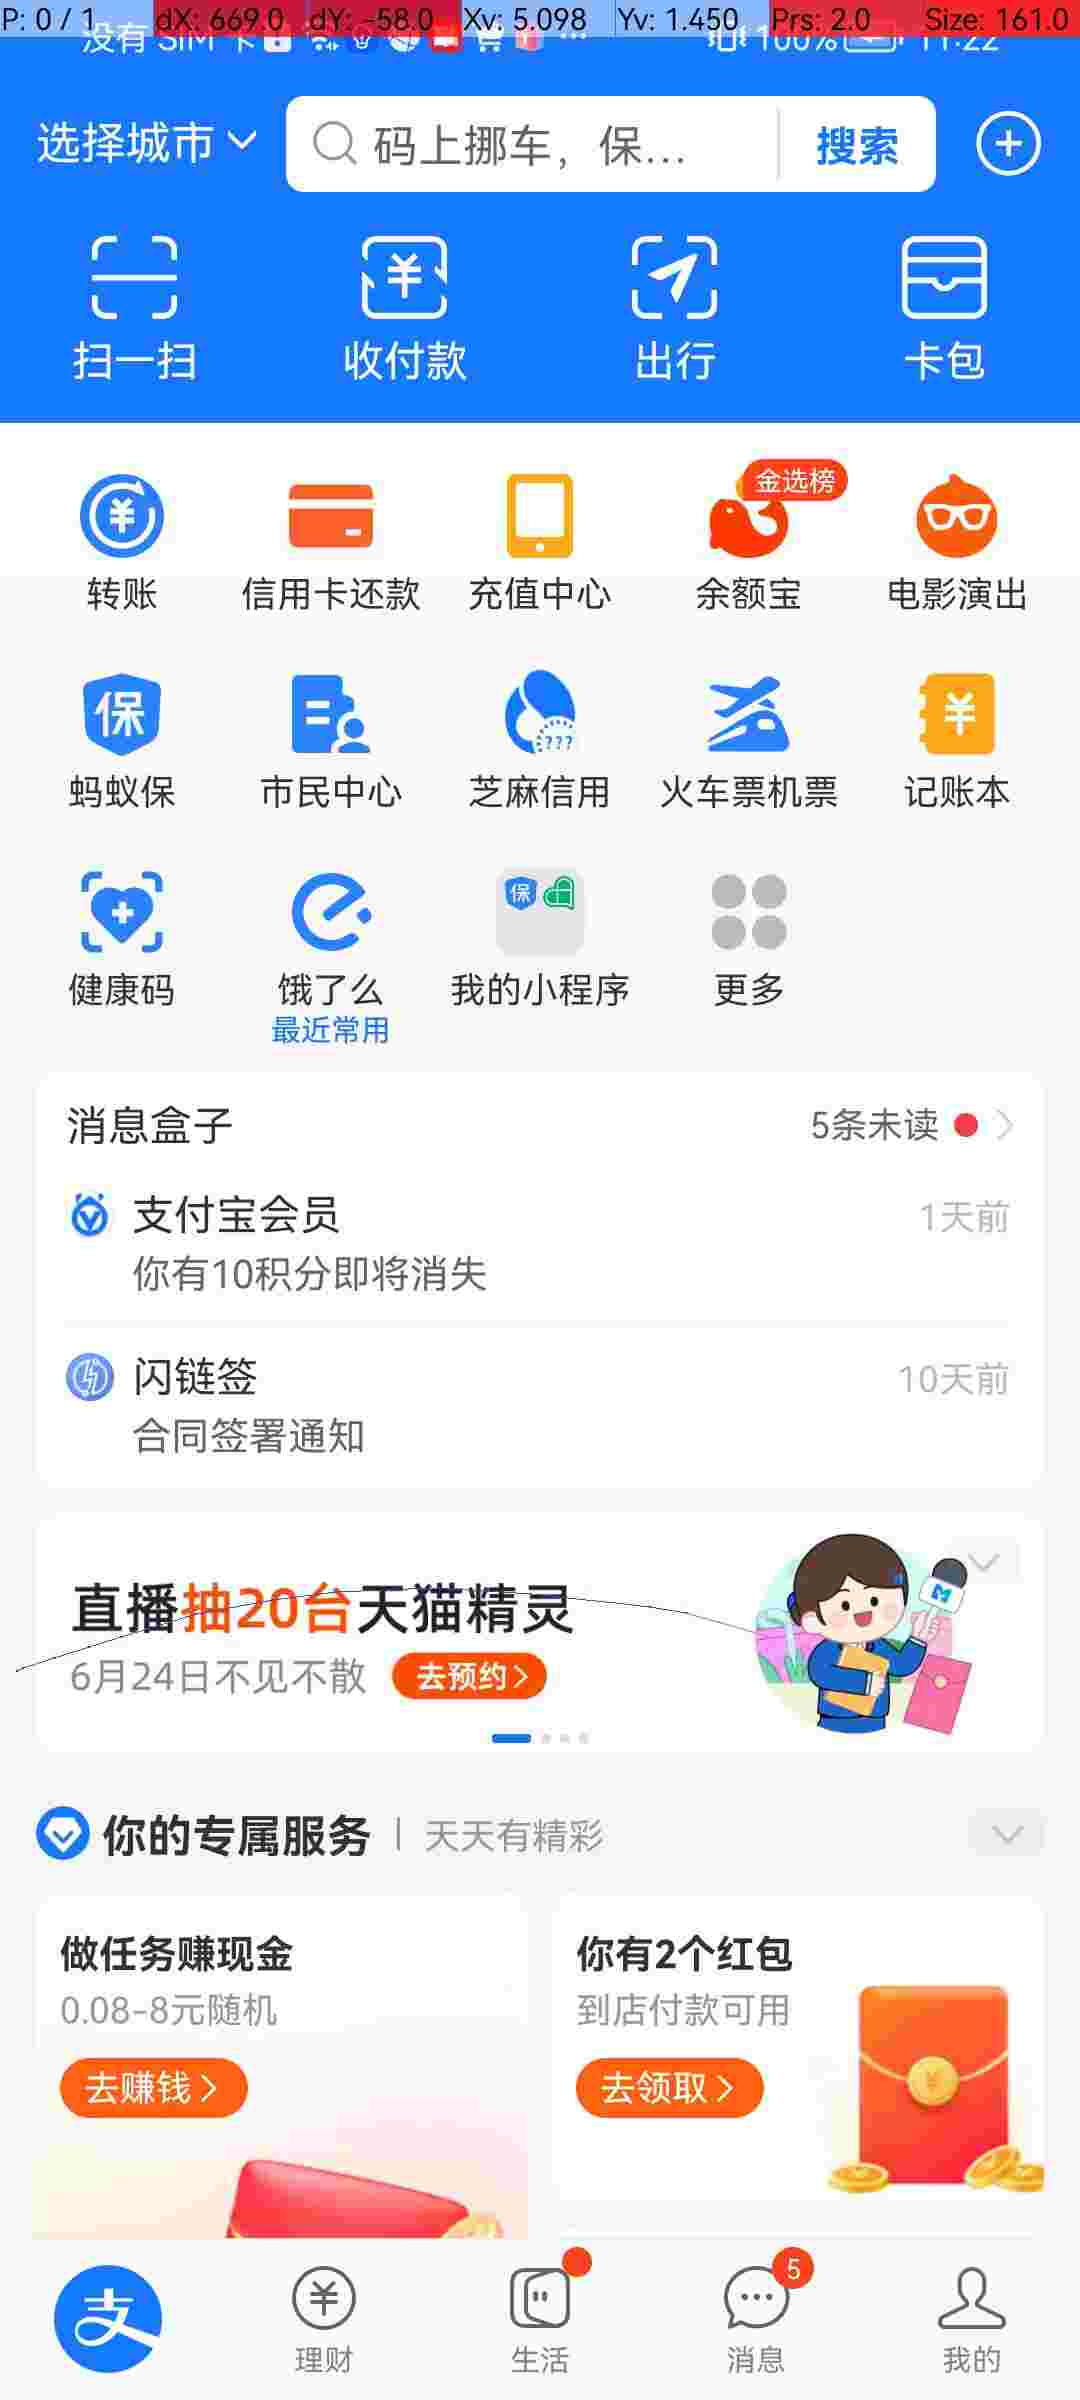 P: 0 / 1 dX: 669.0 dY: -58.0 Xv: 5.098 Yv: 1.450 Prs: 2.0 Size: 161.0
没有 SIM 卡 100% 11:22
选择城市 码上挪车，保... 搜索
扫一扫 收付款 出行 卡包
金选榜
转账 信用卡还款 充值中心 余额宝 电影演出
保 ???
蚂蚁保 市民中心 芝麻信用 火车票机票 记账本
保
健康码 饿了么 我的小程序 更多
最近常用
消息盒子 5条未读
支付宝会员 1天前
你有10积分即将消失
闪链签 10天前
合同签署通知
直播抽20台天猫精灵
6月24日不见不散 去预约
你的专属服务 天天有精彩
做任务赚现金 你有2个红包
0.08-8元随机 到店付款可用
去赚钱 去领取
支 5
理财 生活 消息 我的